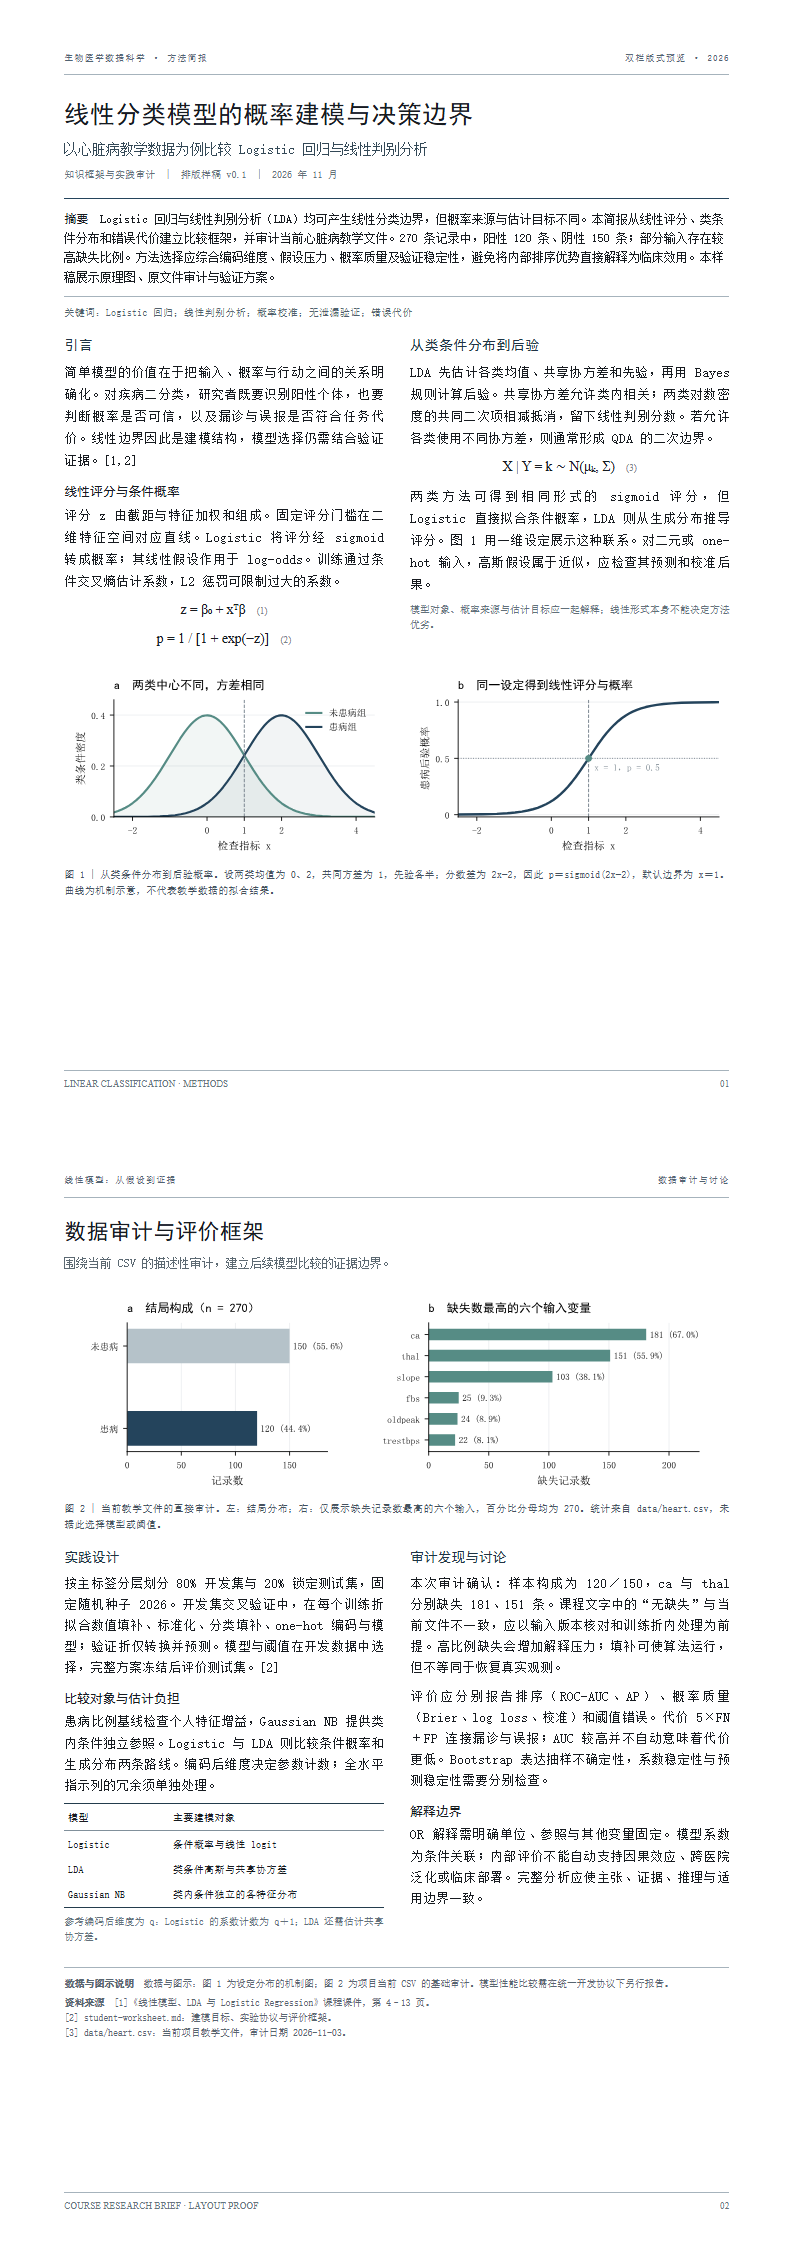 生物医学数据科学 · 方法简报
双栏版式预览 · 2026
线性分类模型的概率建模与决策边界
以心脏病教学数据为例比较 Logistic 回归与线性判别分析
知识框架与实践审计 | 排版样稿 v0.1 | 2026 年 11 月
摘要 Logistic 回归与线性判别分析（LDA）均可产生线性分类边界，但概率来源与估计目标不同。本简报从线性评分、类条
件分布和错误代价建立比较框架，并审计当前心脏病教学文件。270 条记录中，阳性 120 条、阴性 150 条；部分输入存在较
高缺失比例。方法选择应综合编码维度、假设压力、概率质量及验证稳定性，避免将内部排序优势直接解释为临床效用。本样
稿展示原理图、原文件审计与验证方案。
关键词：Logistic 回归；线性判别分析；概率校准；无泄漏验证；错误代价
引言
简单模型的价值在于把输入、概率与行动之间的关系明
确化。对疾病二分类，研究者既要识别阳性个体，也要
判断概率是否可信，以及漏诊与误报是否符合任务代
价。线性边界因此是建模结构，模型选择仍需结合验证
证据。[1,2]
线性评分与条件概率
评分 z 由截距与特征加权和组成。固定评分门槛在二
维特征空间对应直线。Logistic 将评分经 sigmoid
转成概率；其线性假设作用于 log-odds。训练通过条
件交叉熵估计系数，L2 惩罚可限制过大的系数。
z = β₀ + xᵀβ (1)
p = 1 / [1 + exp(−z)] (2)
从类条件分布到后验
LDA 先估计各类均值、共享协方差和先验，再用 Bayes
规则计算后验。共享协方差允许类内相关；两类对数密
度的共同二次项相减抵消，留下线性判别分数。若允许
各类使用不同协方差，则通常形成 QDA 的二次边界。
X | Y = k ~ N(μₖ, Σ) (3)
两类方法可得到相同形式的 sigmoid 评分，但
Logistic 直接拟合条件概率，LDA 则从生成分布推导
评分。图 1 用一维设定展示这种联系。对二元或 one-
hot 输入，高斯假设属于近似，应检查其预测和校准后
果。
模型对象、概率来源与估计目标应一起解释；线性形式本身不能决定方法
优劣。
a 两类中心不同，方差相同
未患病组
患病组
类条件密度
0.4
0.2
0.0
−2 0 1 2 4
检查指标 x
b 同一设定得到线性评分与概率
患病后验概率
1.0
0.5
0
x = 1，p = 0.5
−2 0 1 2 4
检查指标 x
图 1 | 从类条件分布到后验概率。设两类均值为 0、2，共同方差为 1，先验各半；分数差为 2x−2，因此 p＝sigmoid(2x−2)，默认边界为 x＝1。
曲线为机制示意，不代表教学数据的拟合结果。
LINEAR CLASSIFICATION · METHODS
01
线性模型：从假设到证据
数据审计与讨论
数据审计与评价框架
围绕当前 CSV 的描述性审计，建立后续模型比较的证据边界。
a 结局构成（n = 270）
未患病
150 (55.6%)
患病
120 (44.4%)
0 50 100 150
记录数
b 缺失数最高的六个输入变量
ca 181 (67.0%)
thal 151 (55.9%)
slope 103 (38.1%)
fbs 25 (9.3%)
oldpeak 24 (8.9%)
trestbps 22 (8.1%)
0 50 100 150 200
缺失记录数
图 2 | 当前教学文件的直接审计。左：结局分布；右：仅展示缺失记录数最高的六个输入，百分比分母均为 270。统计来自 data/heart.csv，未
据此选择模型或阈值。
实践设计
按主标签分层划分 80% 开发集与 20% 锁定测试集，固
定随机种子 2026。开发集交叉验证中，在每个训练折
拟合数值填补、标准化、分类填补、one-hot 编码与模
型；验证折仅转换并预测。模型与阈值在开发数据中选
择，完整方案冻结后评价测试集。[2]
比较对象与估计负担
患病比例基线检查个人特征增益，Gaussian NB 提供类
内条件独立参照。Logistic 与 LDA 则比较条件概率和
生成分布两条路线。编码后维度决定参数计数；全水平
指示列的冗余须单独处理。
模型 主要建模对象
Logistic 条件概率与线性 logit
LDA 类条件高斯与共享协方差
Gaussian NB 类内条件独立的各特征分布
参考编码后维度为 q：Logistic 的系数计数为 q＋1；LDA 还需估计共享
协方差。
审计发现与讨论
本次审计确认：样本构成为 120／150，ca 与 thal
分别缺失 181、151 条。课程文字中的“无缺失”与当
前文件不一致，应以输入版本核对和训练折内处理为前
提。高比例缺失会增加解释压力；填补可使算法运行，
但不等同于恢复真实观测。
评价应分别报告排序（ROC-AUC、AP）、概率质量
（Brier、log loss、校准）和阈值错误。代价 5×FN
＋FP 连接漏诊与误报；AUC 较高并不自动意味着代价
更低。Bootstrap 表达抽样不确定性，系数稳定性与预
测稳定性需要分别检查。
解释边界
OR 解释需明确单位、参照与其他变量固定。模型系数
为条件关联；内部评价不能自动支持因果效应、跨医院
泛化或临床部署。完整分析应使主张、证据、推理与适
用边界一致。
数据与图示说明 数据与图示：图 1 为设定分布的机制图；图 2 为项目当前 CSV 的基础审计。模型性能比较需在统一开发协议下另行报告。
资料来源 [1]《线性模型、LDA 与 Logistic Regression》课程课件，第 4–13 页。
[2] student-worksheet.md：建模目标、实验协议与评价框架。
[3] data/heart.csv：当前项目教学文件，审计日期 2026-11-03。
COURSE RESEARCH BRIEF · LAYOUT PROOF
02